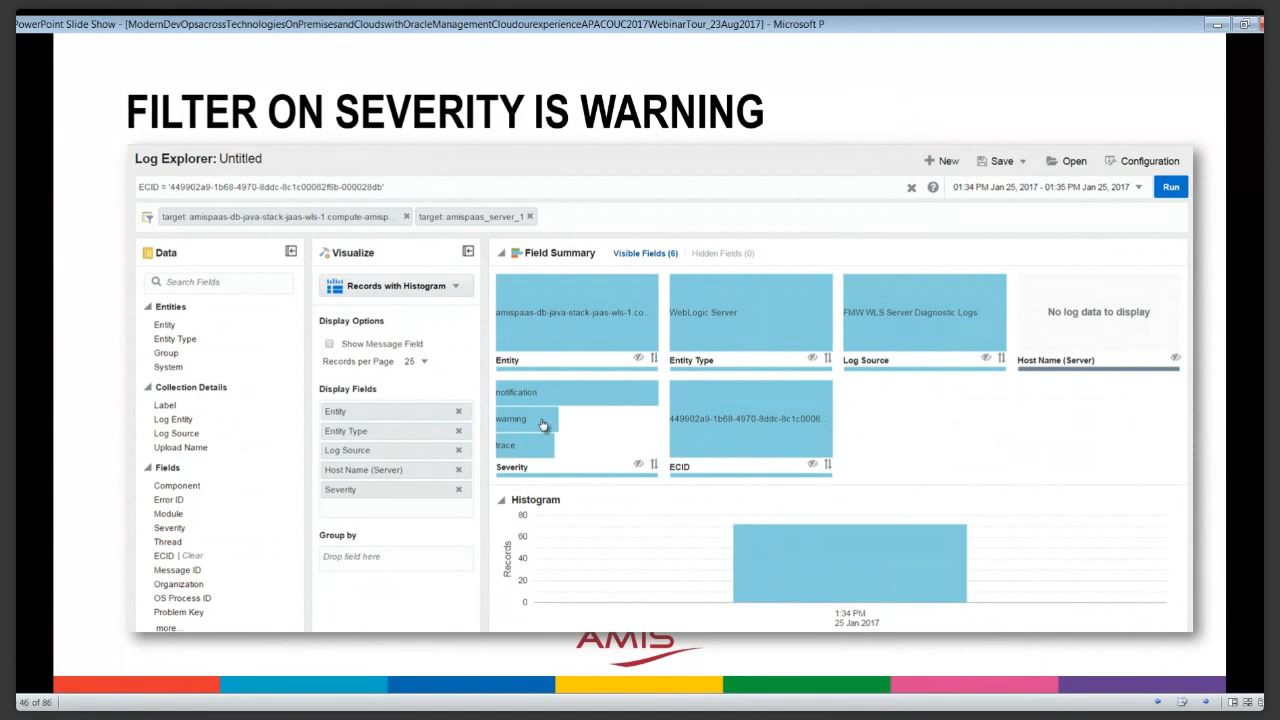 PowerPoint Slide Show - [ModernDevOpsacrossTechnologiesOnPremisesandCloudswithOracleManagementCloudourexperienceAPACOUC2017WebinarTour_23Aug2017] - Microsoft P
FILTER ON SEVERITY IS WARNING
Log Explorer: Untitled
New
Save
Open
Configuration
ECID = '449902a9-1b68-4970-8ddc-8c1c00062f6b-000028db'
01:34 PM Jan 25, 2017 - 01:35 PM Jan 25, 2017
Run
target: amispaas-db-java-stack-jaas-wls-1.compute-amisp...
target: amispaas_server_1
Data
Search Fields
Entities
Entity
Entity Type
Group
System
Collection Details
Label
Log Entity
Log Source
Upload Name
Fields
Component
Error ID
Module
Severity
Thread
ECID | Clear
Message ID
Organization
OS Process ID
Problem Key
more...
Visualize
Records with Histogram
Display Options
Show Message Field
Records per Page 25
Display Fields
Entity
Entity Type
Log Source
Host Name (Server)
Severity
Group by
Drop field here
Field Summary
Visible Fields (6)
Hidden Fields (0)
amispaas-db-java-stack-jaas-wls-1.co...
Entity
WebLogic Server
Entity Type
FMW WLS Server Diagnostic Logs
Log Source
No log data to display
Host Name (Server)
notification
warning
trace
Severity
449902a9-1b68-4970-8ddc-8c1c0006...
ECID
Histogram
Records
80
60
40
20
0
1:34 PM
25 Jan 2017
AMIS
46 of 86